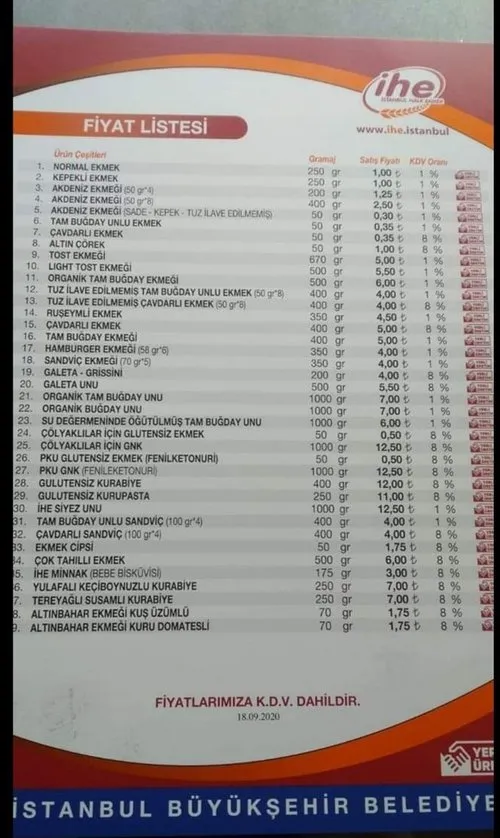 ihe
İSTANBUL HALK EKMEK
www.ihe.istanbul
FİYAT LİSTESİ
Ürün Çeşitleri Gramaj Satış Fiyatı KDV Oranı
1. NORMAL EKMEK 250 gr 1,00 ₺ 1 %
2. KEPEKLİ EKMEK 250 gr 1,00 ₺ 1 %
3. AKDENİZ EKMEĞİ (50 gr*4) 200 gr 1,25 ₺ 1 %
4. AKDENİZ EKMEĞİ (50 gr*8) 400 gr 2,50 ₺ 1 %
5. AKDENİZ EKMEĞİ (SADE - KEPEK - TUZ İLAVE EDİLMEMİŞ) 50 gr 0,30 ₺ 1 %
6. TAM BUĞDAY UNLU EKMEK 50 gr 0,35 ₺ 1 %
7. ÇAVDARLI EKMEK 50 gr 0,35 ₺ 8 %
8. ALTIN ÇÖREK 50 gr 1,00 ₺ 8 %
9. TOST EKMEĞİ 670 gr 5,00 ₺ 1 %
10. LIGHT TOST EKMEĞİ 500 gr 5,50 ₺ 1 %
11. ORGANİK TAM BUĞDAY EKMEĞİ 500 gr 6,00 ₺ 1 %
12. TUZ İLAVE EDİLMEMİŞ TAM BUĞDAY UNLU EKMEK (50 gr*8) 400 gr 4,00 ₺ 1 %
13. TUZ İLAVE EDİLMEMİŞ ÇAVDARLI EKMEK (50 gr*8) 400 gr 4,00 ₺ 8 %
14. RUŞEYMLİ EKMEK 350 gr 4,50 ₺ 1 %
15. ÇAVDARLI EKMEK 400 gr 5,00 ₺ 8 %
16. TAM BUĞDAY EKMEĞİ 400 gr 5,00 ₺ 1 %
17. HAMBURGER EKMEĞİ (58 gr*6) 350 gr 4,00 ₺ 1 %
18. SANDVİÇ EKMEĞİ (70 gr*5) 350 gr 4,00 ₺ 1 %
19. GALETA - GRİSSİNİ 200 gr 4,00 ₺ 8 %
20. GALETA UNU 500 gr 5,50 ₺ 8 %
21. ORGANİK TAM BUĞDAY UNU 1000 gr 7,00 ₺ 1 %
22. ORGANİK BUĞDAY UNU 1000 gr 7,00 ₺ 1 %
23. SU DEĞERMENİNDE ÖĞÜTÜLMÜŞ TAM BUĞDAY UNU 1000 gr 6,00 ₺ 1 %
24. ÇÖLYAKLILAR İÇİN GLUTENSİZ EKMEK 50 gr 0,50 ₺ 8 %
25. ÇÖLYAKLILAR İÇİN GNK 1000 gr 12,50 ₺ 8 %
26. PKU GLUTENSİZ EKMEK (FENİLKETONURİ) 50 gr 0,50 ₺ 8 %
27. PKU GNK (FENİLEKETONURİ) 1000 gr 12,50 ₺ 8 %
28. GULUTENSİZ KURABİYE 400 gr 12,00 ₺ 8 %
29. GULUTENSİZ KURUPASTA 250 gr 11,00 ₺ 8 %
30. İHE SİYEZ UNU 1000 gr 12,50 ₺ 1 %
31. TAM BUĞDAY UNLU SANDVİÇ (100 gr*4) 400 gr 4,00 ₺ 1 %
32. ÇAVDARLI SANDVİÇ (100 gr*4) 400 gr 4,00 ₺ 8 %
33. EKMEK CİPSİ 50 gr 1,75 ₺ 8 %
34. ÇOK TAHILLI EKMEK 500 gr 6,00 ₺ 8 %
5. İHE MİNNAK (BEBE BİSKÜVİSİ) 175 gr 3,00 ₺ 8 %
6. YULAFALI KEÇİBOYNUZLU KURABİYE 250 gr 7,00 ₺ 8 %
7. TEREYAĞLI SUSAMLI KURABİYE 250 gr 7,00 ₺ 8 %
8. ALTINBAHAR EKMEĞİ KUŞ ÜZÜMLÜ 70 gr 1,75 ₺ 8 %
9. ALTINBAHAR EKMEĞİ KURU DOMATESLİ 70 gr 1,75 ₺ 8 %
FİYATLARIMIZA K.D.V. DAHİLDİR.
18.09.2020
YER
ÜRE
İSTANBUL BÜYÜKŞEHİR BELEDİYE